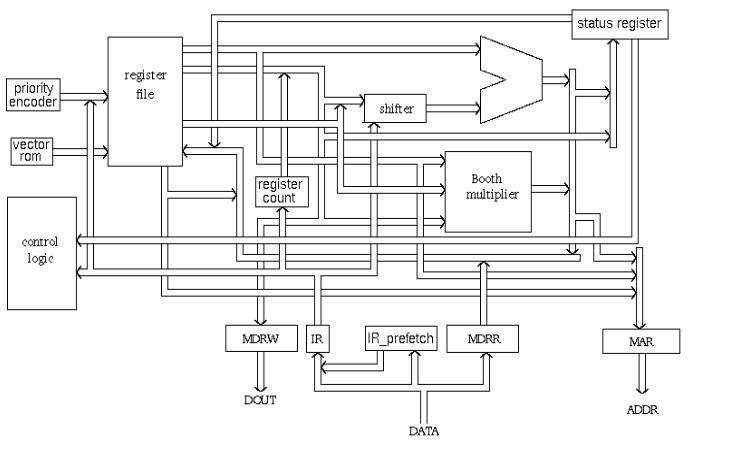 status register
register
file
priority
encoder
shifter
vector
rom
Booth
multiplier
register
count
control
logic
MDRW
IR
IR_prefetch
MDRR
MAR
DOUT
ADDR
DATA